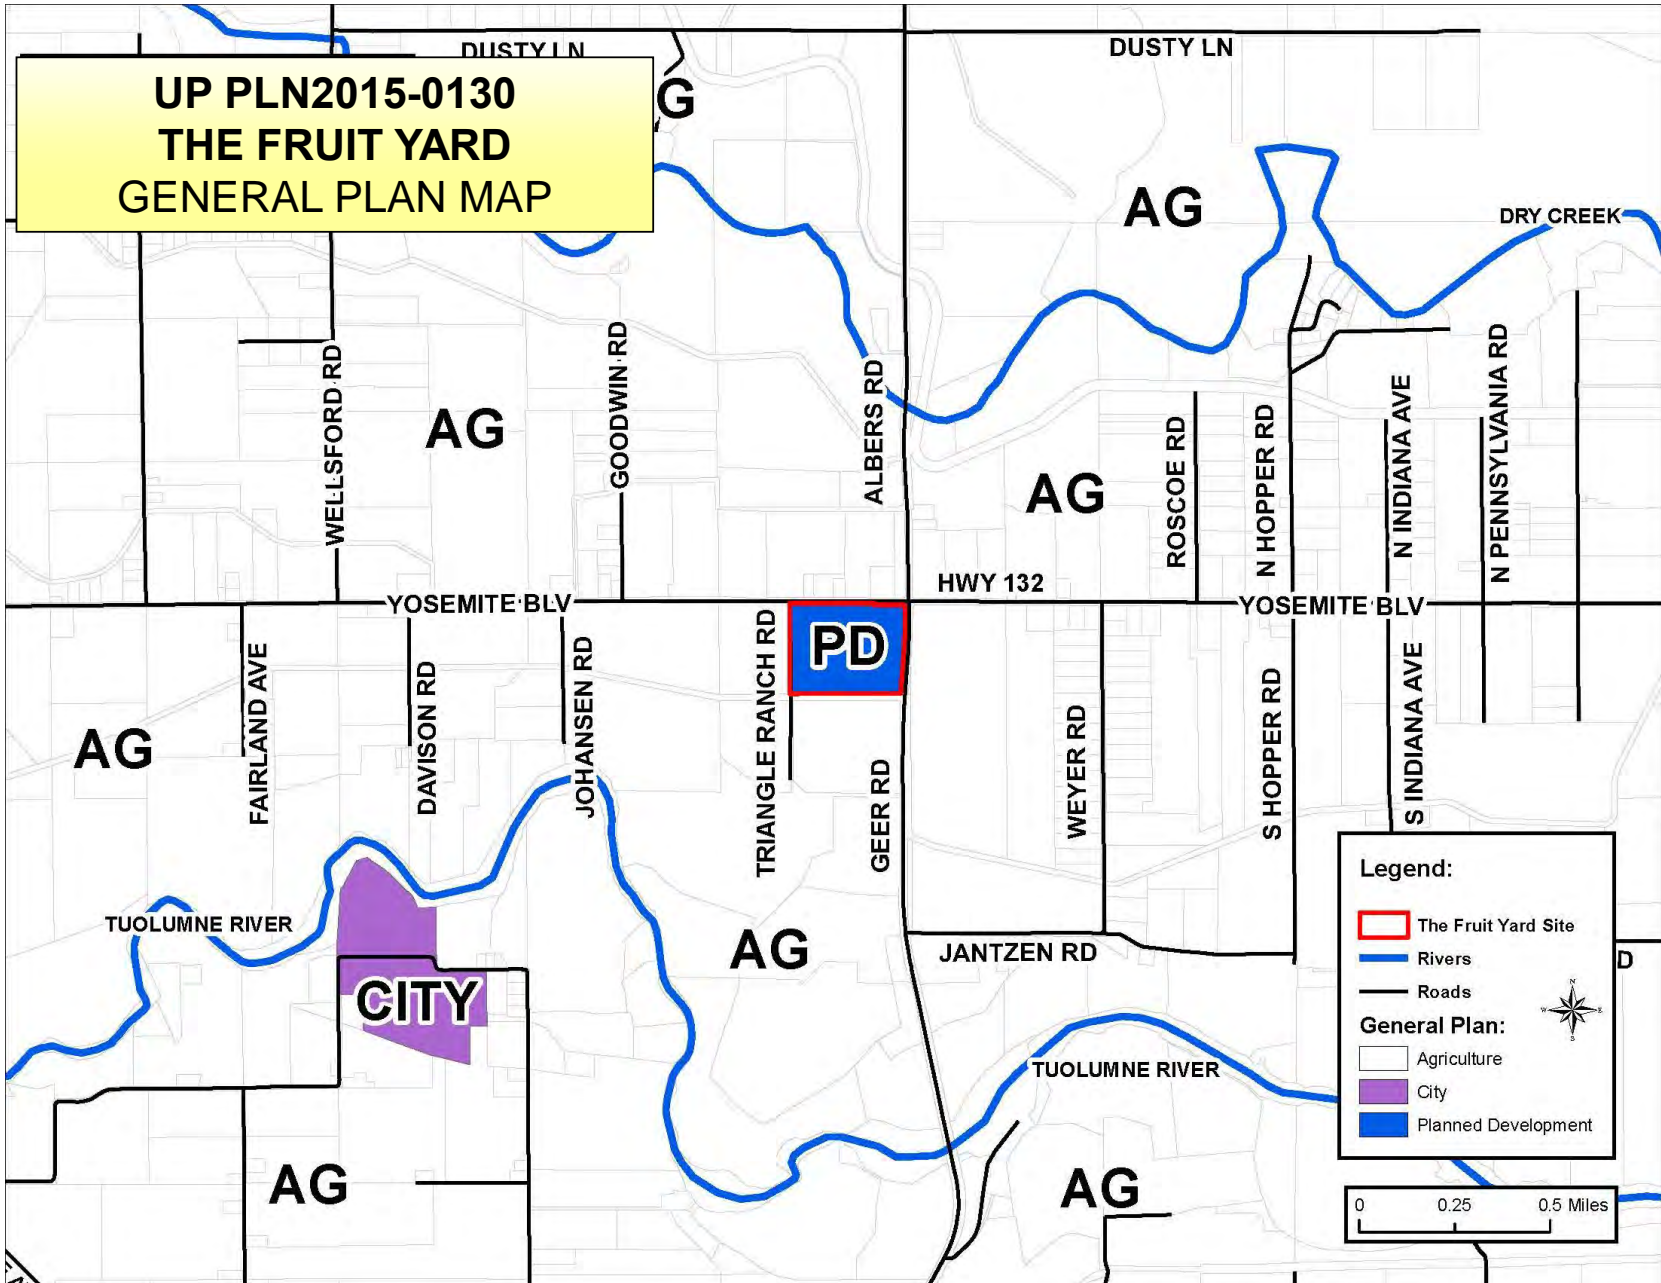 DUSTY LN
DUSTY LN
UP PLN2015-0130
THE FRUIT YARD
GENERAL PLAN MAP
G
AG
DRY CREEK
WELLSFORD RD
GOODWIN RD
ALBERS RD
AG
AG
ROSCOE RD
N HOPPER RD
N INDIANA AVE
N PENNSYLVANIA RD
HWY 132
YOSEMITE BLV
YOSEMITE BLV
PD
FAIRLAND AVE
DAVISON RD
JOHANSEN RD
TRIANGLE RANCH RD
GEER RD
WEYER RD
S HOPPER RD
S INDIANA AVE
AG
TUOLUMNE RIVER
AG
JANTZEN RD
D
CITY
TUOLUMNE RIVER
AG
AG
Legend:
The Fruit Yard Site
Rivers
Roads
N
W
E
S
General Plan:
Agriculture
City
Planned Development
0 0.25 0.5 Miles